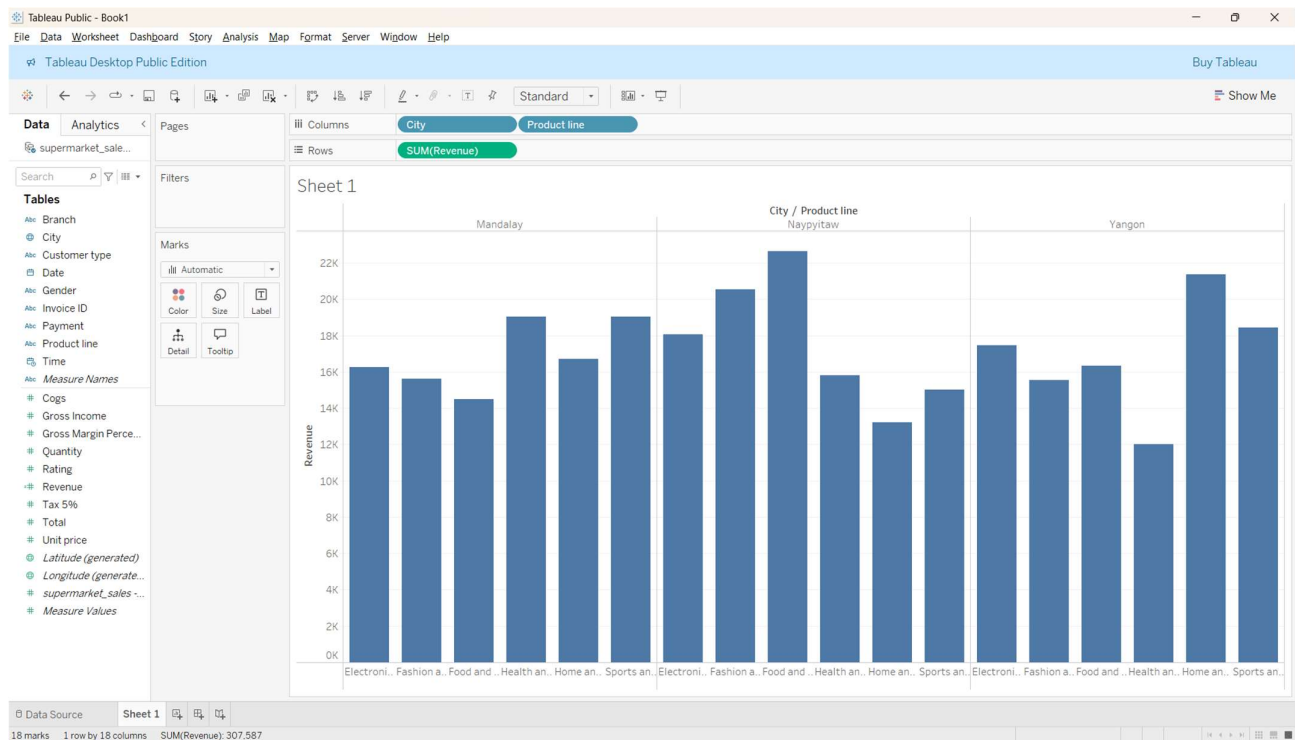 Tableau Public - Book1
File Data Worksheet Dashboard Story Analysis Map Format Server Window Help
Tableau Desktop Public Edition
Buy Tableau
Standard
Show Me
Data Analytics
supermarket_sale...
Search
Tables
Abc Branch
City
Abc Customer type
Date
Abc Gender
Abc Invoice ID
Abc Payment
Abc Product line
Time
Abc Measure Names
# Cogs
# Gross Income
# Gross Margin Perce...
# Quantity
# Rating
=# Revenue
# Tax 5%
# Total
# Unit price
Latitude (generated)
Longitude (generate...
# supermarket_sales -...
# Measure Values
Pages
Filters
Marks
Automatic
Color Size Label
Detail Tooltip
Columns City Product line
Rows SUM(Revenue)
Sheet 1
City / Product line
Mandalay Naypyitaw Yangon
Revenue
22K
20K
18K
16K
14K
12K
10K
8K
6K
4K
2K
0K
Electroni.. Fashion a.. Food and .. Health an.. Home an.. Sports an.. Electroni.. Fashion a.. Food and .. Health an.. Home an.. Sports an.. Electroni.. Fashion a.. Food and .. Health an.. Home an.. Sports an..
Data Source Sheet 1
18 marks 1 row by 18 columns SUM(Revenue): 307,587